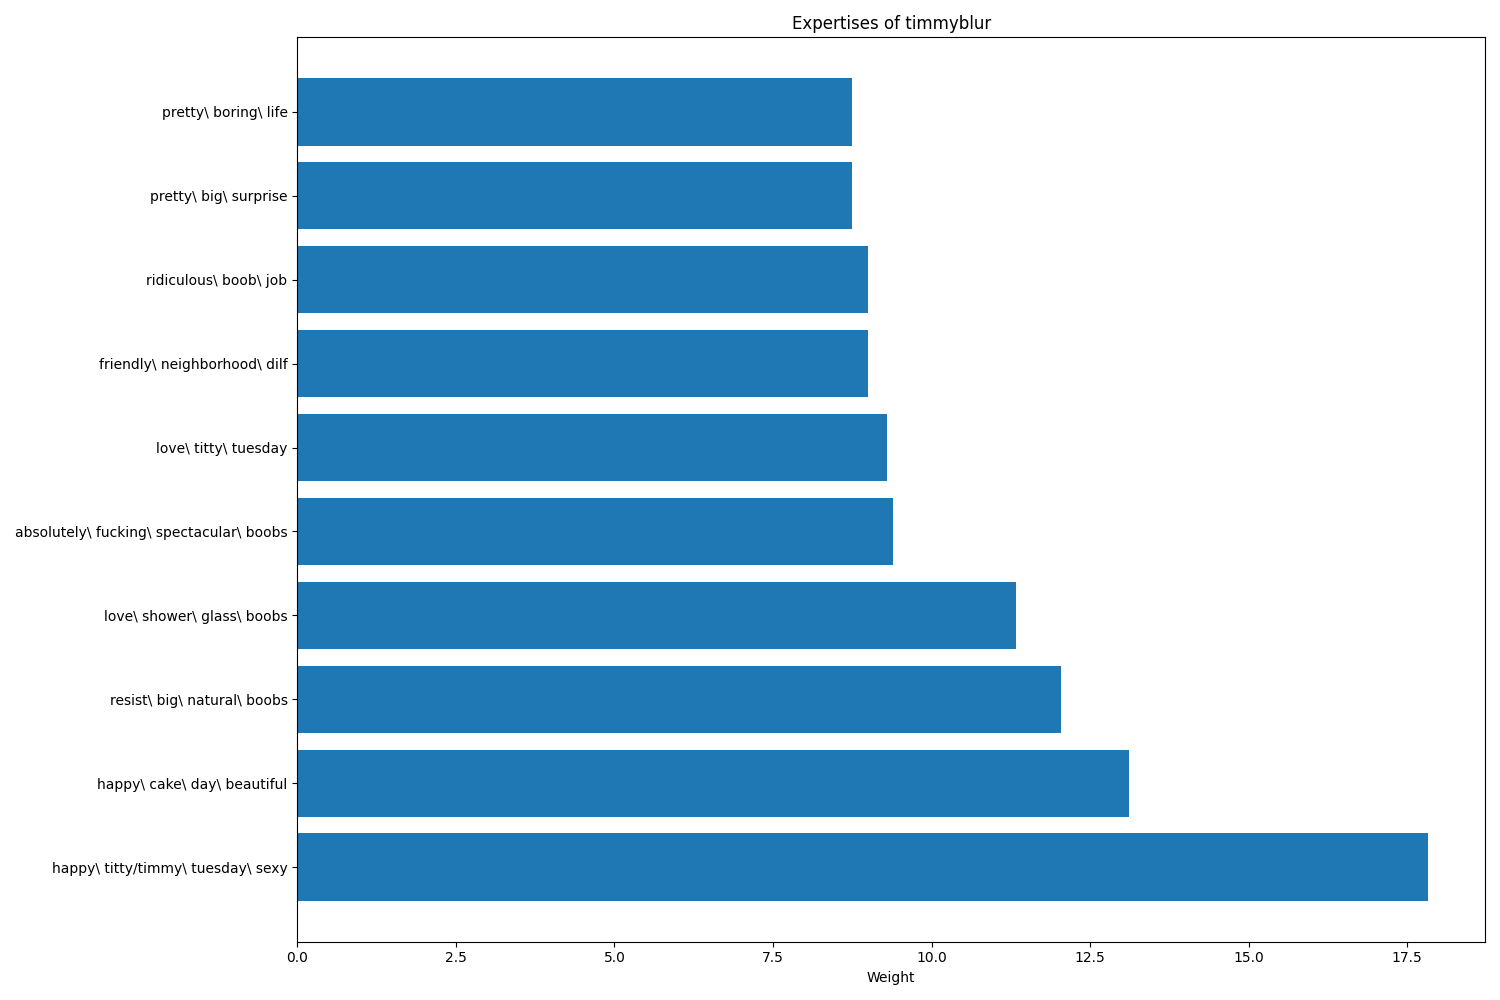 Expertises of timmyblur
pretty\ boring\ life
pretty\ big\ surprise
ridiculous\ boob\ job
friendly\ neighborhood\ dilf
love\ titty\ tuesday
absolutely\ fucking\ spectacular\ boobs
love\ shower\ glass\ boobs
resist\ big\ natural\ boobs
happy\ cake\ day\ beautiful
happy\ titty/timmy\ tuesday\ sexy
0.0 2.5 5.0 7.5 10.0 12.5 15.0 17.5
Weight